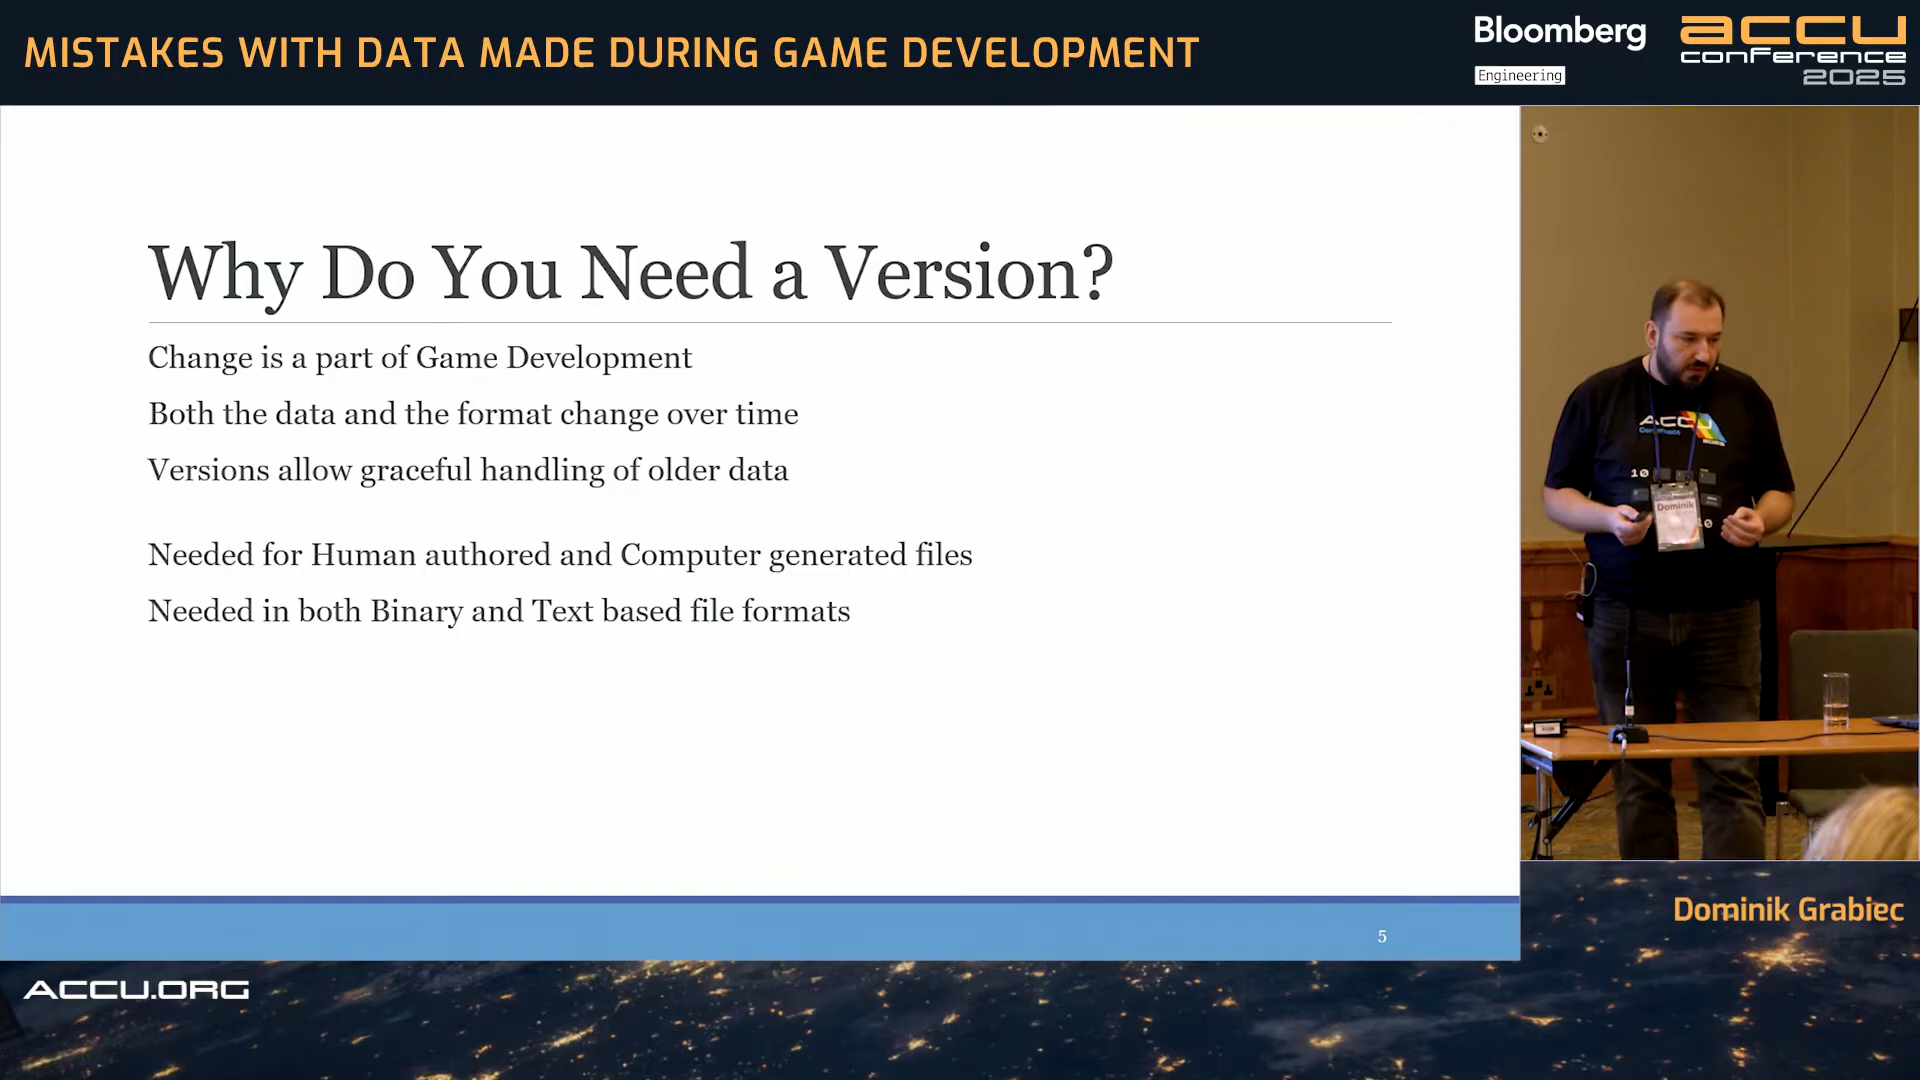 MISTAKES WITH DATA MADE DURING GAME DEVELOPMENT
Bloomberg
Engineering
accu
conference
2025
Why Do You Need a Version?
Change is a part of Game Development
Both the data and the format change over time
Versions allow graceful handling of older data
Needed for Human authored and Computer generated files
Needed in both Binary and Text based file formats
5
ACCU
10
Dominik
Dominik Grabiec
ACCU.ORG